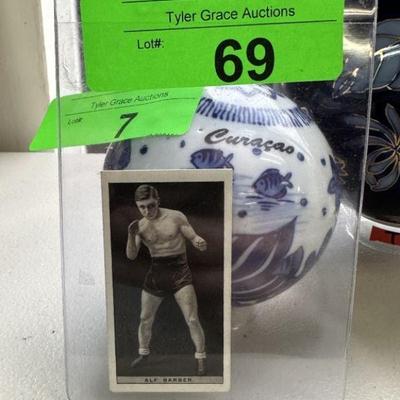 Tyler Grace Auctions
Lot#:
69
Tyler Grace Auctions
Lot#:
7
Curaçao
ALF BARBER.